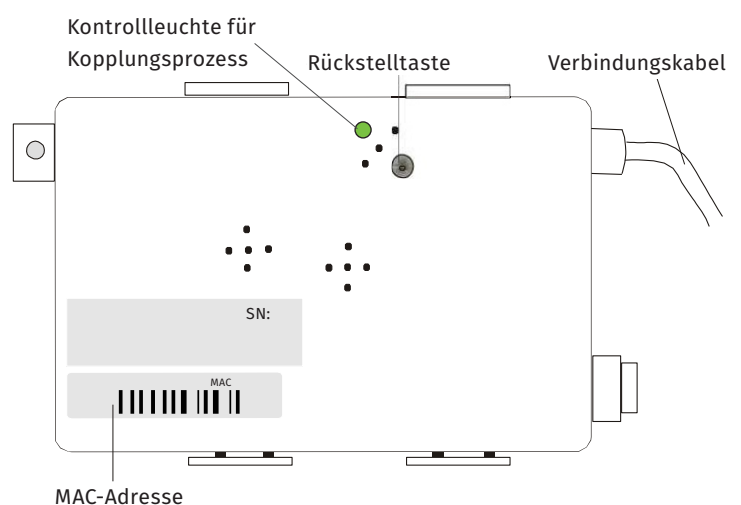 Kontrollleuchte für
Kopplungsprozess
Rückstelltaste
Verbindungskabel
SN:
MAC
MAC-Adresse